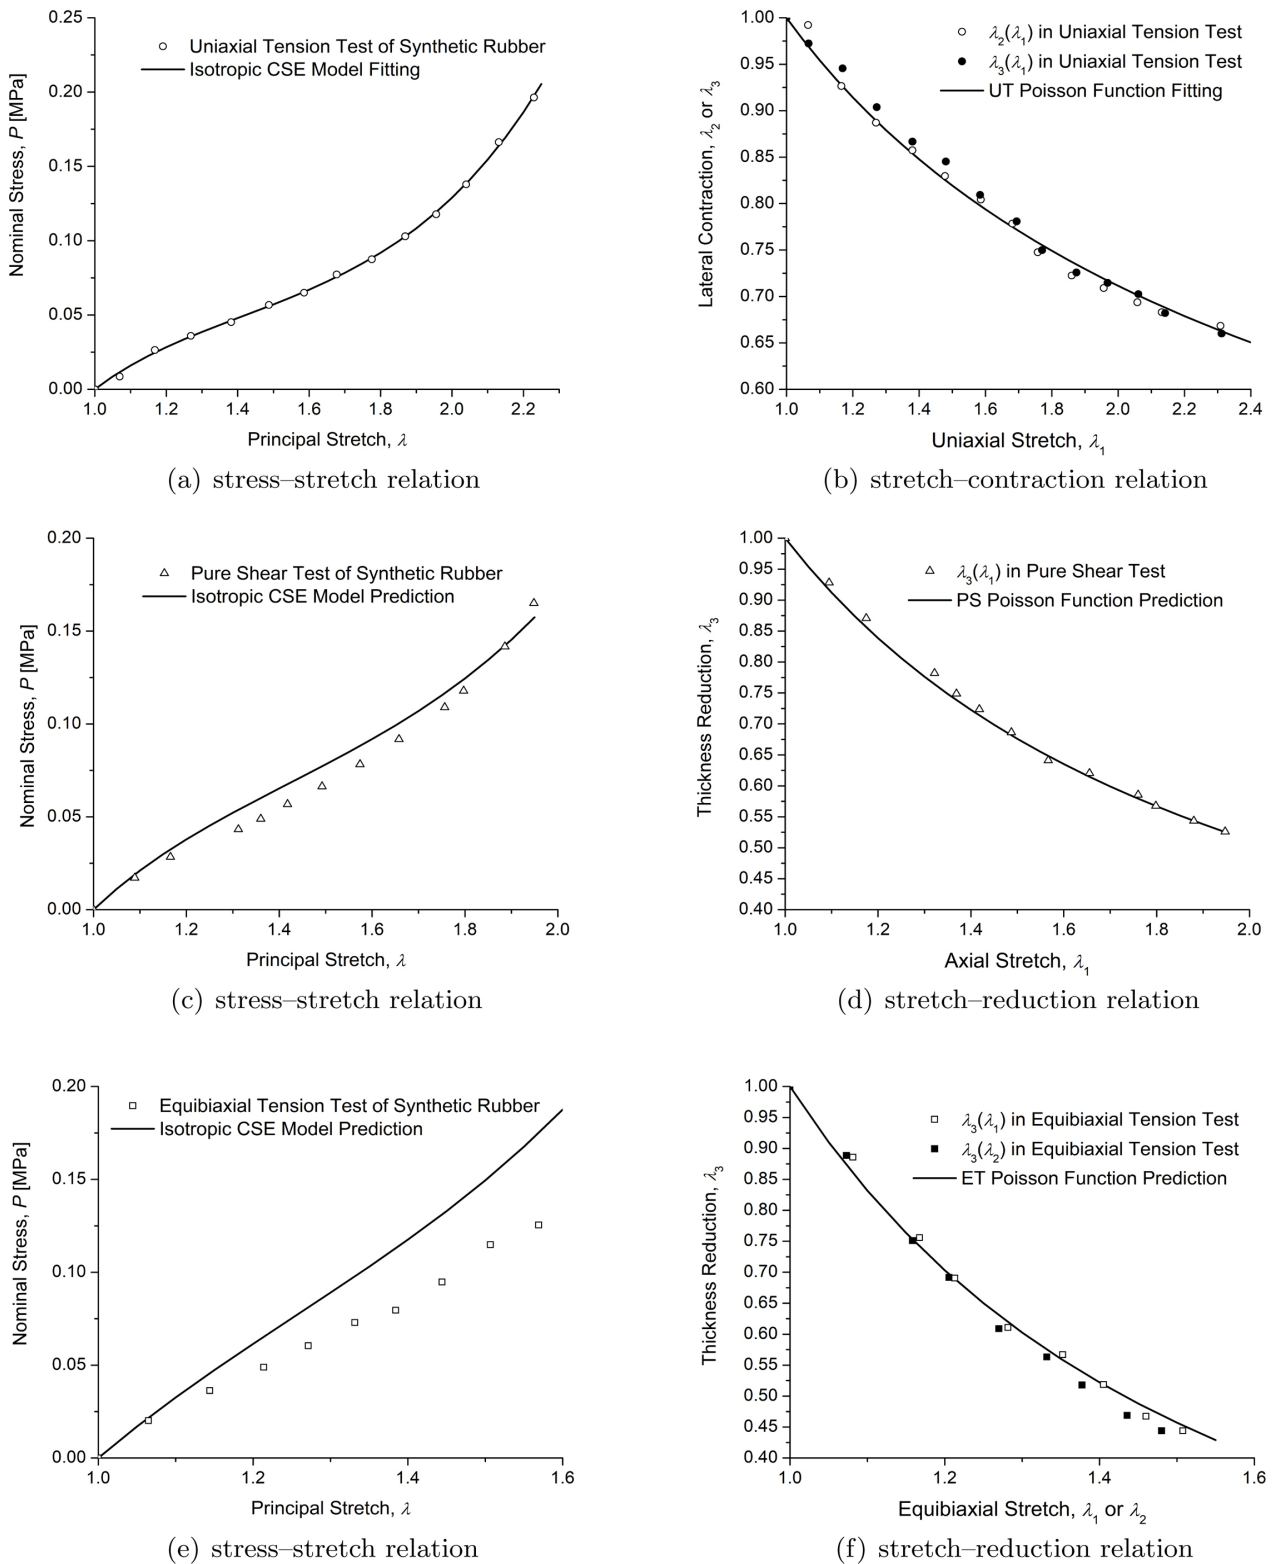 0.25
0.20
0.15
0.10
0.05
0.00
Nominal Stress, P [MPa]
Uniaxial Tension Test of Synthetic Rubber
Isotropic CSE Model Fitting
1.0 1.2 1.4 1.6 1.8 2.0 2.2
Principal Stretch, λ
(a) stress–stretch relation
1.00
0.95
0.90
0.85
0.80
0.75
0.70
0.65
0.60
Lateral Contraction, λ2 or λ3
λ2(λ1) in Uniaxial Tension Test
λ3(λ1) in Uniaxial Tension Test
UT Poisson Function Fitting
1.0 1.2 1.4 1.6 1.8 2.0 2.2 2.4
Uniaxial Stretch, λ1
(b) stretch–contraction relation
0.20
0.15
0.10
0.05
0.00
Nominal Stress, P [MPa]
Pure Shear Test of Synthetic Rubber
Isotropic CSE Model Prediction
1.0 1.2 1.4 1.6 1.8 2.0
Principal Stretch, λ
(c) stress–stretch relation
1.00
0.95
0.90
0.85
0.80
0.75
0.70
0.65
0.60
0.55
0.50
0.45
0.40
Thickness Reduction, λ3
λ3(λ1) in Pure Shear Test
PS Poisson Function Prediction
1.0 1.2 1.4 1.6 1.8 2.0
Axial Stretch, λ1
(d) stretch–reduction relation
0.20
0.15
0.10
0.05
0.00
Nominal Stress, P [MPa]
Equibiaxial Tension Test of Synthetic Rubber
Isotropic CSE Model Prediction
1.0 1.2 1.4 1.6
Principal Stretch, λ
(e) stress–stretch relation
1.00
0.95
0.90
0.85
0.80
0.75
0.70
0.65
0.60
0.55
0.50
0.45
0.40
Thickness Reduction, λ3
λ3(λ1) in Equibiaxial Tension Test
λ3(λ2) in Equibiaxial Tension Test
ET Poisson Function Prediction
1.0 1.2 1.4 1.6
Equibiaxial Stretch, λ1 or λ2
(f) stretch–reduction relation